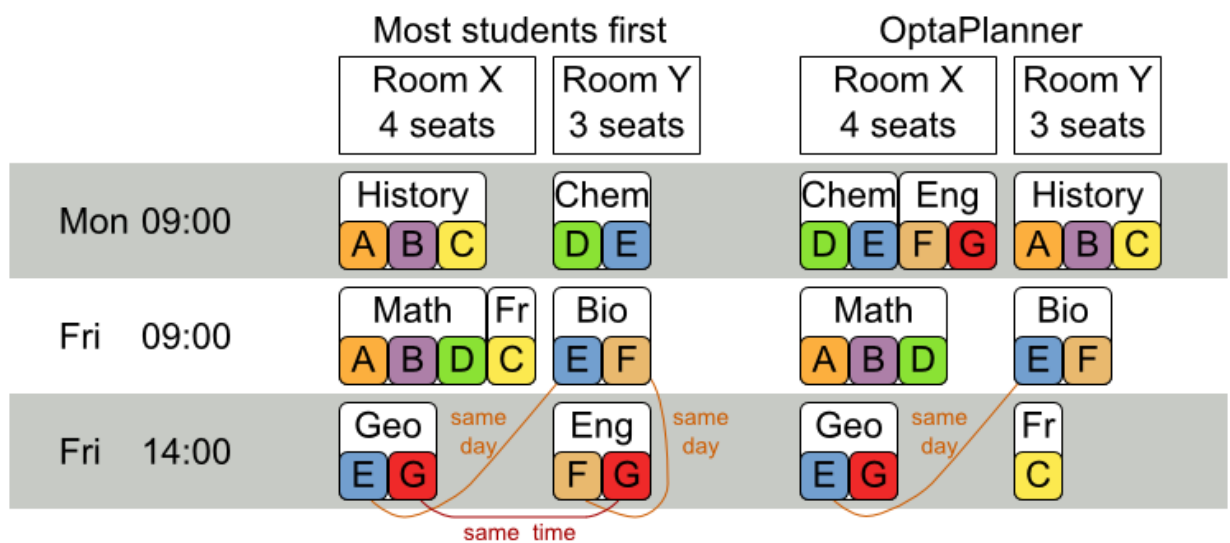 Most students first OptaPlanner
Room X Room Y Room X Room Y
4 seats 3 seats 4 seats 3 seats
Mon 09:00 History Chem Chem Eng History
A B C D E D E F G A B C
Fri 09:00 Math Fr Bio Math Bio
A B D C E F A B D E F
Fri 14:00 Geo same day Eng same day Geo same day Fr
E G F G E G C
same time